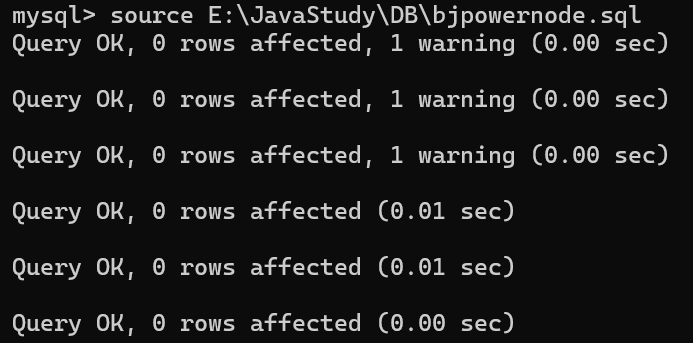 mysql> source E:\JavaStudy\DB\bjpowernode.sql
Query OK, 0 rows affected, 1 warning (0.00 sec)
Query OK, 0 rows affected, 1 warning (0.00 sec)
Query OK, 0 rows affected, 1 warning (0.00 sec)
Query OK, 0 rows affected (0.01 sec)
Query OK, 0 rows affected (0.01 sec)
Query OK, 0 rows affected (0.00 sec)